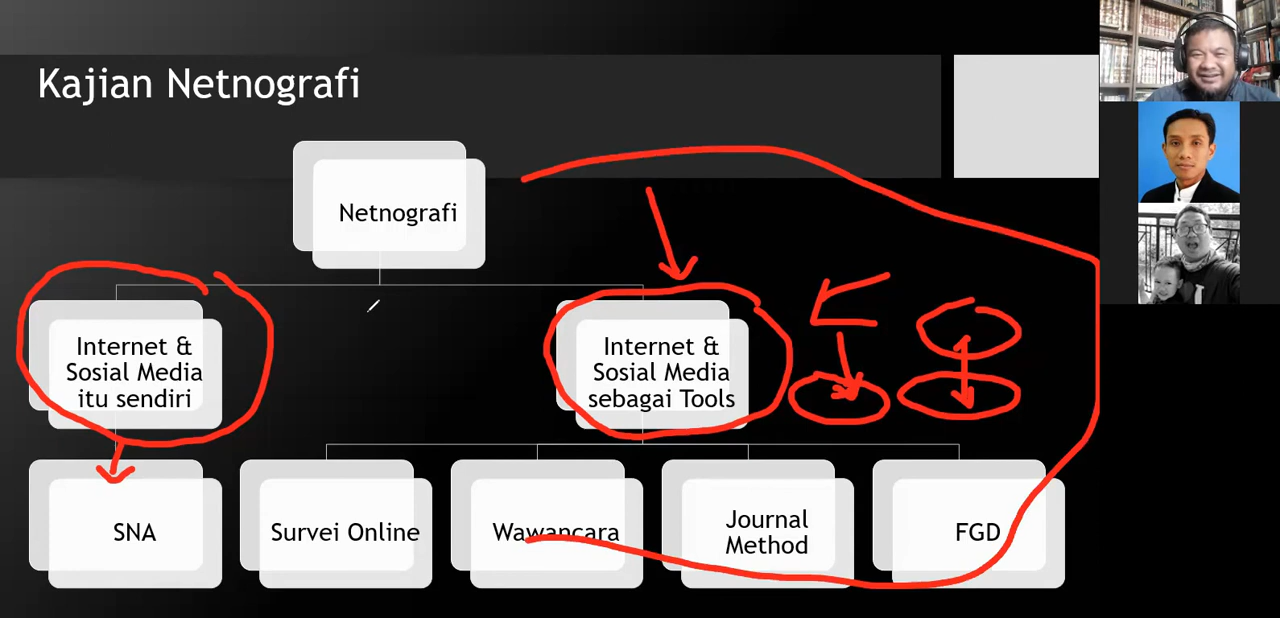 Kajian Netnografi
Netnografi
Internet &
Sosial Media
itu sendiri
Internet &
Sosial Media
sebagai Tools
SNA
Survei Online
Wawancara
Journal
Method
FGD